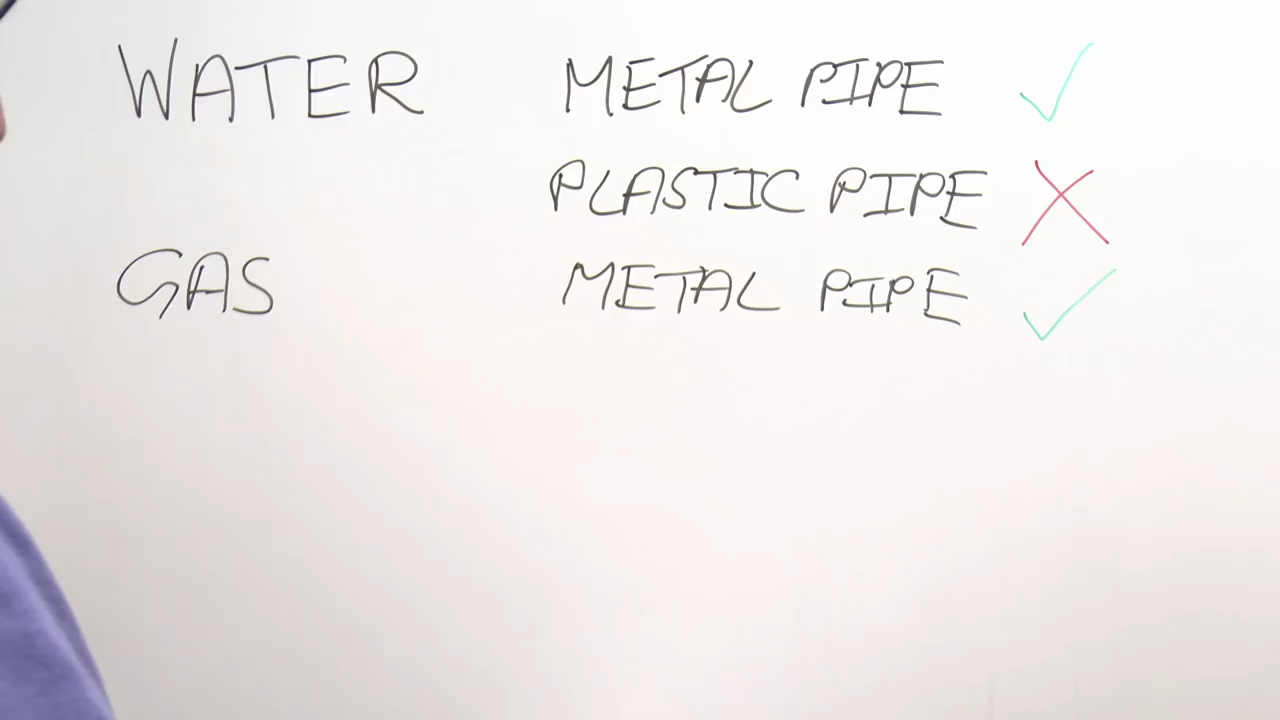 WATER METAL PIPE ✓
PLASTIC PIPE ✗
GAS METAL PIPE ✓